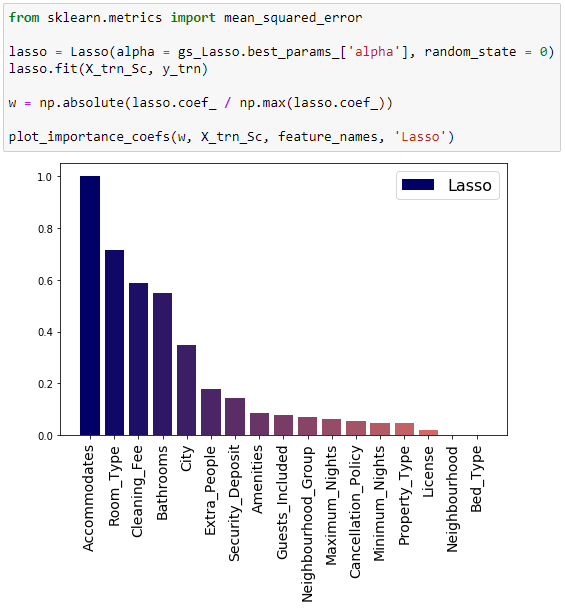 from sklearn.metrics import mean_squared_error
lasso = Lasso(alpha = gs_Lasso.best_params_['alpha'], random_state = 0)
lasso.fit(X_trn_Sc, y_trn)
w = np.absolute(lasso.coef_ / np.max(lasso.coef_))
plot_importance_coefs(w, X_trn_Sc, feature_names, 'Lasso')
Lasso
1.0
0.8
0.6
0.4
0.2
0.0
Accommodates
Room_Type
Cleaning_Fee
Bathrooms
City
Extra_People
Security_Deposit
Amenities
Guests_Included
Neighbourhood_Group
Maximum_Nights
Cancellation_Policy
Minimum_Nights
Property_Type
License
Neighbourhood
Bed_Type